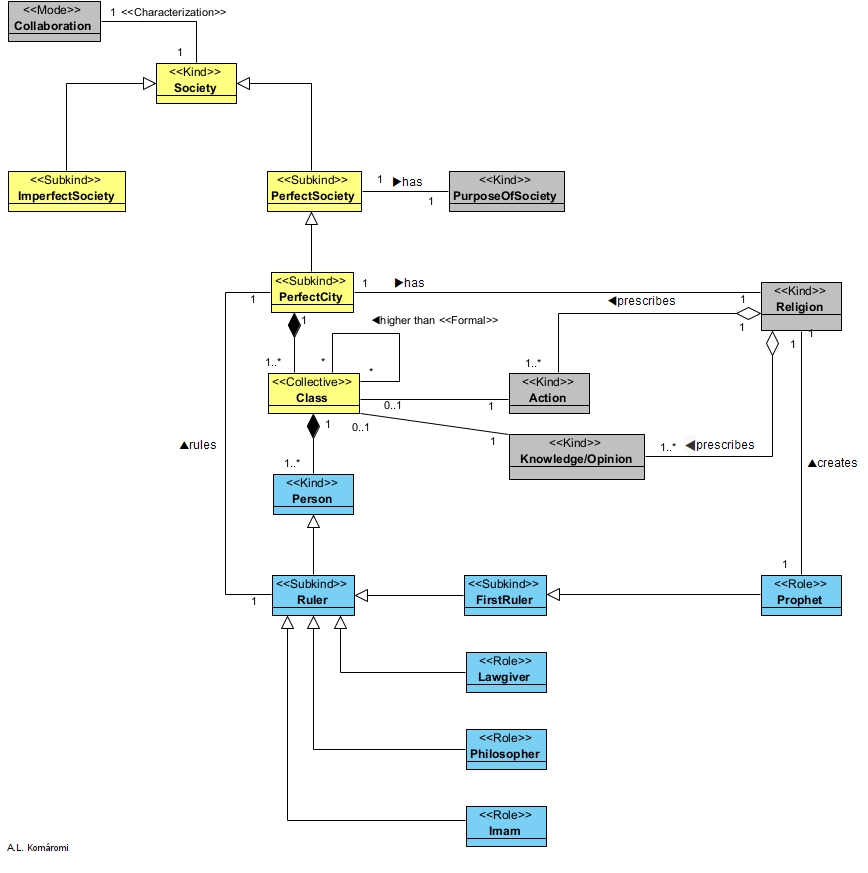 <<Mode>>
Collaboration
1 <<Characterization>>
1
<<Kind>>
Society
<<Subkind>>
ImperfectSociety
<<Subkind>>
PerfectSociety
1 ▶has
1
<<Kind>>
PurposeOfSociety
<<Subkind>>
PerfectCity
1
1 ▶has
1
<<Kind>>
Religion
1
1
1
1
◀prescribes
1
◀higher than <<Formal>>
1..*
*
*
<<Collective>>
Class
0..1
1
1..*
<<Kind>>
Action
1
0..1
1
<<Kind>>
Knowledge/Opinion
1..* ◀prescribes
▲rules
▲creates
1..*
<<Kind>>
Person
1
<<Subkind>>
Ruler
<<Subkind>>
FirstRuler
1
<<Role>>
Prophet
<<Role>>
Lawgiver
<<Role>>
Philosopher
<<Role>>
Imam
A.L. Komáromi